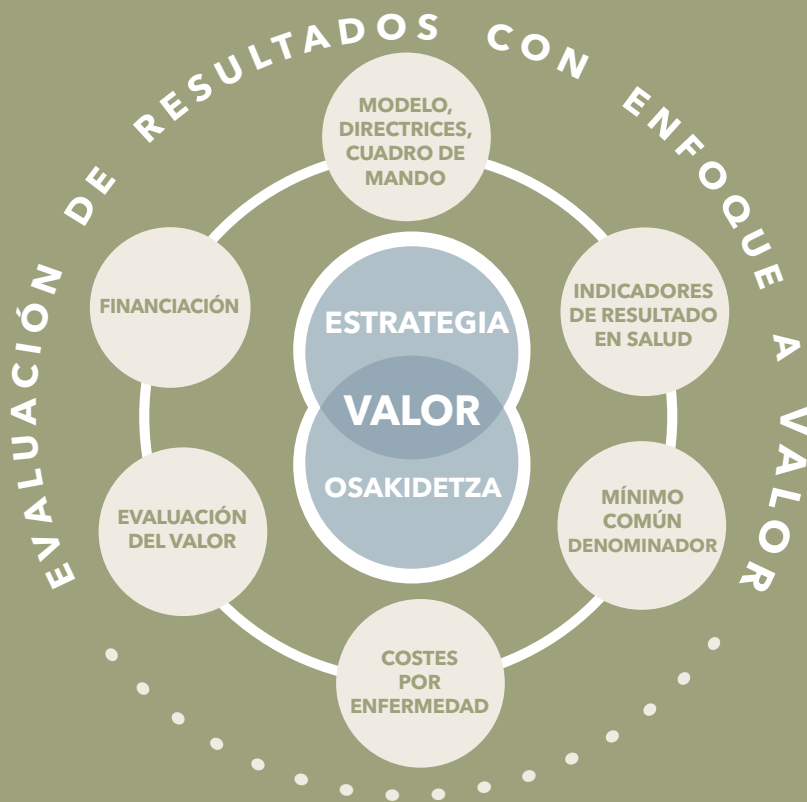 EVALUACIÓN DE RESULTADOS CON ENFOQUE A VALOR
MODELO,
DIRECTRICES,
CUADRO DE
MANDO
INDICADORES
DE RESULTADO
EN SALUD
MÍNIMO
COMÚN
DENOMINADOR
COSTES
POR
ENFERMEDAD
EVALUACIÓN
DEL VALOR
FINANCIACIÓN
ESTRATEGIA
VALOR
OSAKIDETZA